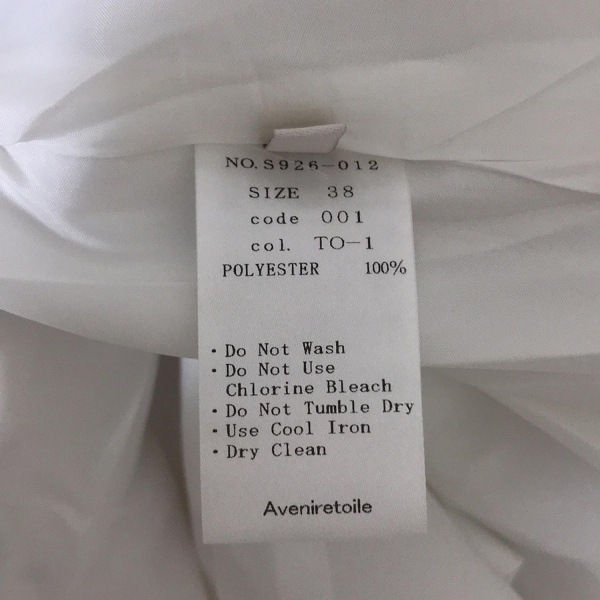 NO. S926-012
SIZE 38
code 001
col. TO-1
POLYESTER 100%
・Do Not Wash
・Do Not Use
Chlorine Bleach
・Do Not Tumble Dry
・Use Cool Iron
・Dry Clean
Aveniretoile